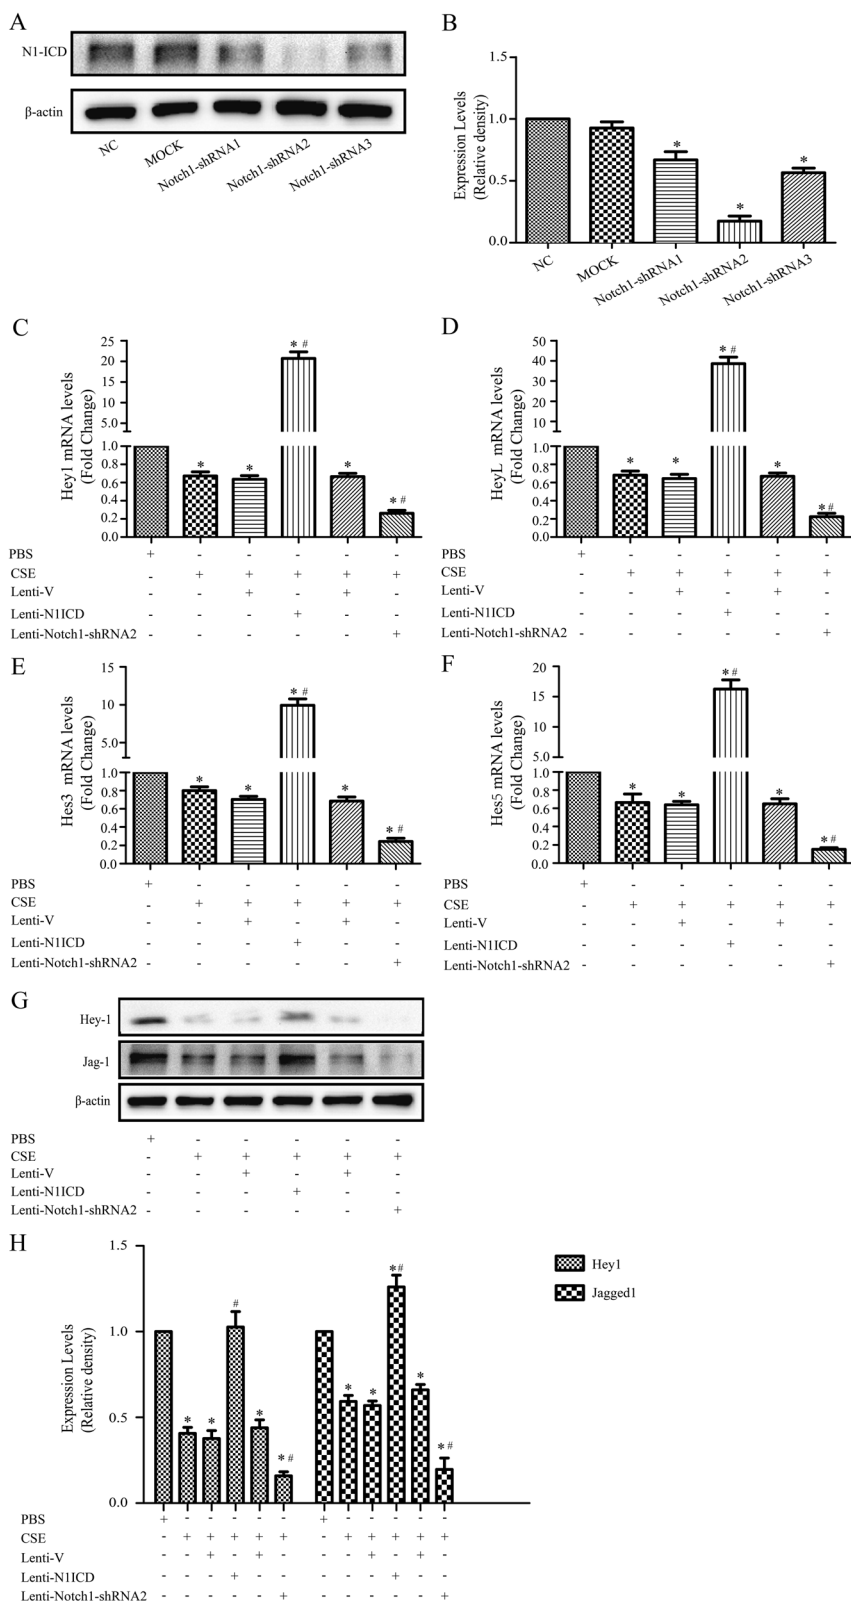 A
N1-ICD
β-actin
NC
MOCK
Notch1-shRNA1
Notch1-shRNA2
Notch1-shRNA3
B
Expression Levels
(Relative density)
1.5
1.0
0.5
0.0
*
*
*
NC
MOCK
Notch1-shRNA1
Notch1-shRNA2
Notch1-shRNA3
C
Hey1 mRNA levels
(Fold Change)
25
20
15
10
5.0
1.0
0.8
0.6
0.4
0.2
0.0
* *
* #
*
* #
PBS + - - - - -
CSE - + + + + +
Lenti-V - - + - + -
Lenti-N1ICD - - - + - -
Lenti-Notch1-shRNA2 - - - - - +
D
HeyL mRNA levels
(Fold Change)
50
40
30
20
10
1.0
0.8
0.6
0.4
0.2
0.0
* *
* #
*
* #
PBS + - - - - -
CSE - + + + + +
Lenti-V - - + - + -
Lenti-N1ICD - - - + - -
Lenti-Notch1-shRNA2 - - - - - +
E
Hes3 mRNA levels
(Fold Change)
15
10
5.0
1.0
0.8
0.6
0.4
0.2
0.0
* *
* #
*
* #
PBS + - - - - -
CSE - + + + + +
Lenti-V - - + - + -
Lenti-N1ICD - - - + - -
Lenti-Notch1-shRNA2 - - - - - +
F
Hes5 mRNA levels
(Fold Change)
20
15
10
5.0
1.0
0.8
0.6
0.4
0.2
0.0
* *
* #
*
* #
PBS + - - - - -
CSE - + + + + +
Lenti-V - - + - + -
Lenti-N1ICD - - - + - -
Lenti-Notch1-shRNA2 - - - - - +
G
Hey-1
Jag-1
β-actin
PBS + - - - - -
CSE - + + + + +
Lenti-V - - + - + -
Lenti-N1ICD - - - + - -
Lenti-Notch1-shRNA2 - - - - - +
H
Expression Levels
(Relative density)
1.5
1.0
0.5
0.0
* * # * * #
* * * # * * #
Hey1
Jagged1
PBS + - - - - - + - - - - -
CSE - + + + + + - + + + + +
Lenti-V - - + - + - - - + - + -
Lenti-N1ICD - - - + - - - - - + - -
Lenti-Notch1-shRNA2 - - - - - + - - - - - +